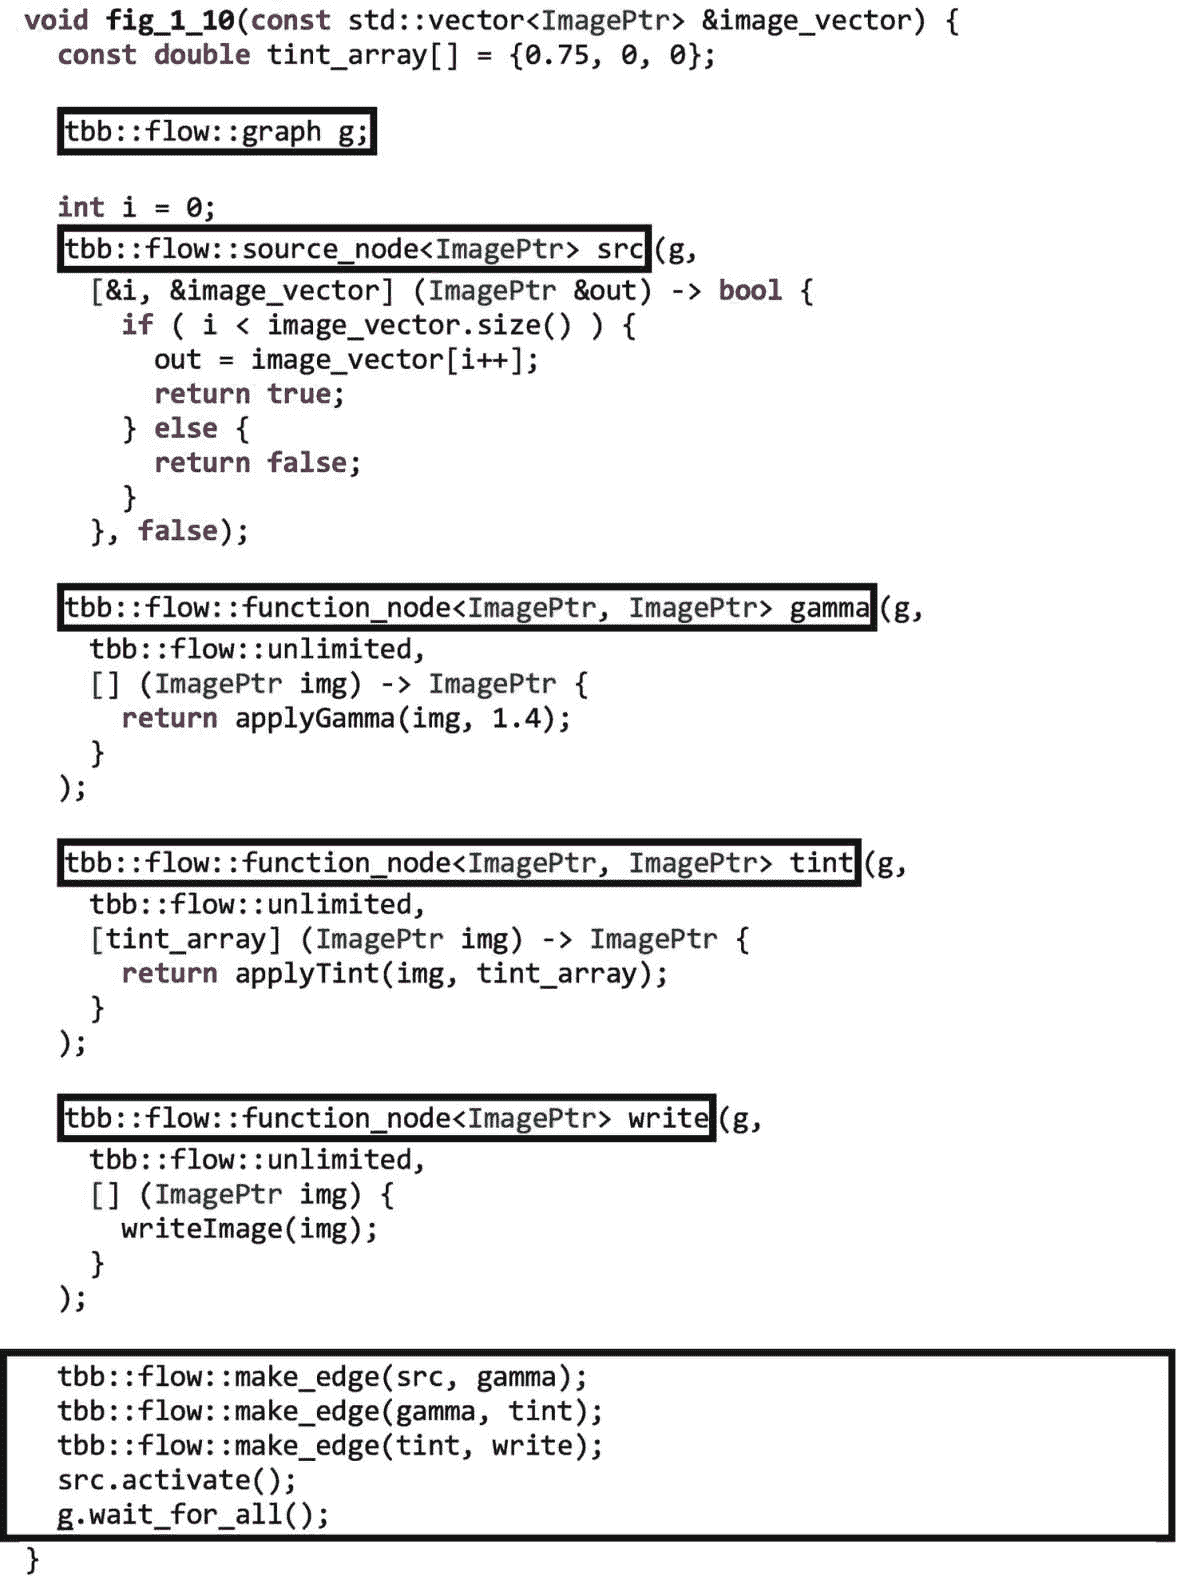 void fig_1_10(const std::vector<ImagePtr> &image_vector) {
  const double tint_array[] = {0.75, 0, 0};

  tbb::flow::graph g;

  int i = 0;
  tbb::flow::source_node<ImagePtr> src(g,
    [&i, &image_vector] (ImagePtr &out) -> bool {
      if ( i < image_vector.size() ) {
        out = image_vector[i++];
        return true;
      } else {
        return false;
      }
    }, false);

  tbb::flow::function_node<ImagePtr, ImagePtr> gamma(g,
    tbb::flow::unlimited,
    [] (ImagePtr img) -> ImagePtr {
      return applyGamma(img, 1.4);
    }
  );

  tbb::flow::function_node<ImagePtr, ImagePtr> tint(g,
    tbb::flow::unlimited,
    [tint_array] (ImagePtr img) -> ImagePtr {
      return applyTint(img, tint_array);
    }
  );

  tbb::flow::function_node<ImagePtr> write(g,
    tbb::flow::unlimited,
    [] (ImagePtr img) {
      writeImage(img);
    }
  );

  tbb::flow::make_edge(src, gamma);
  tbb::flow::make_edge(gamma, tint);
  tbb::flow::make_edge(tint, write);
  src.activate();
  g.wait_for_all();
}